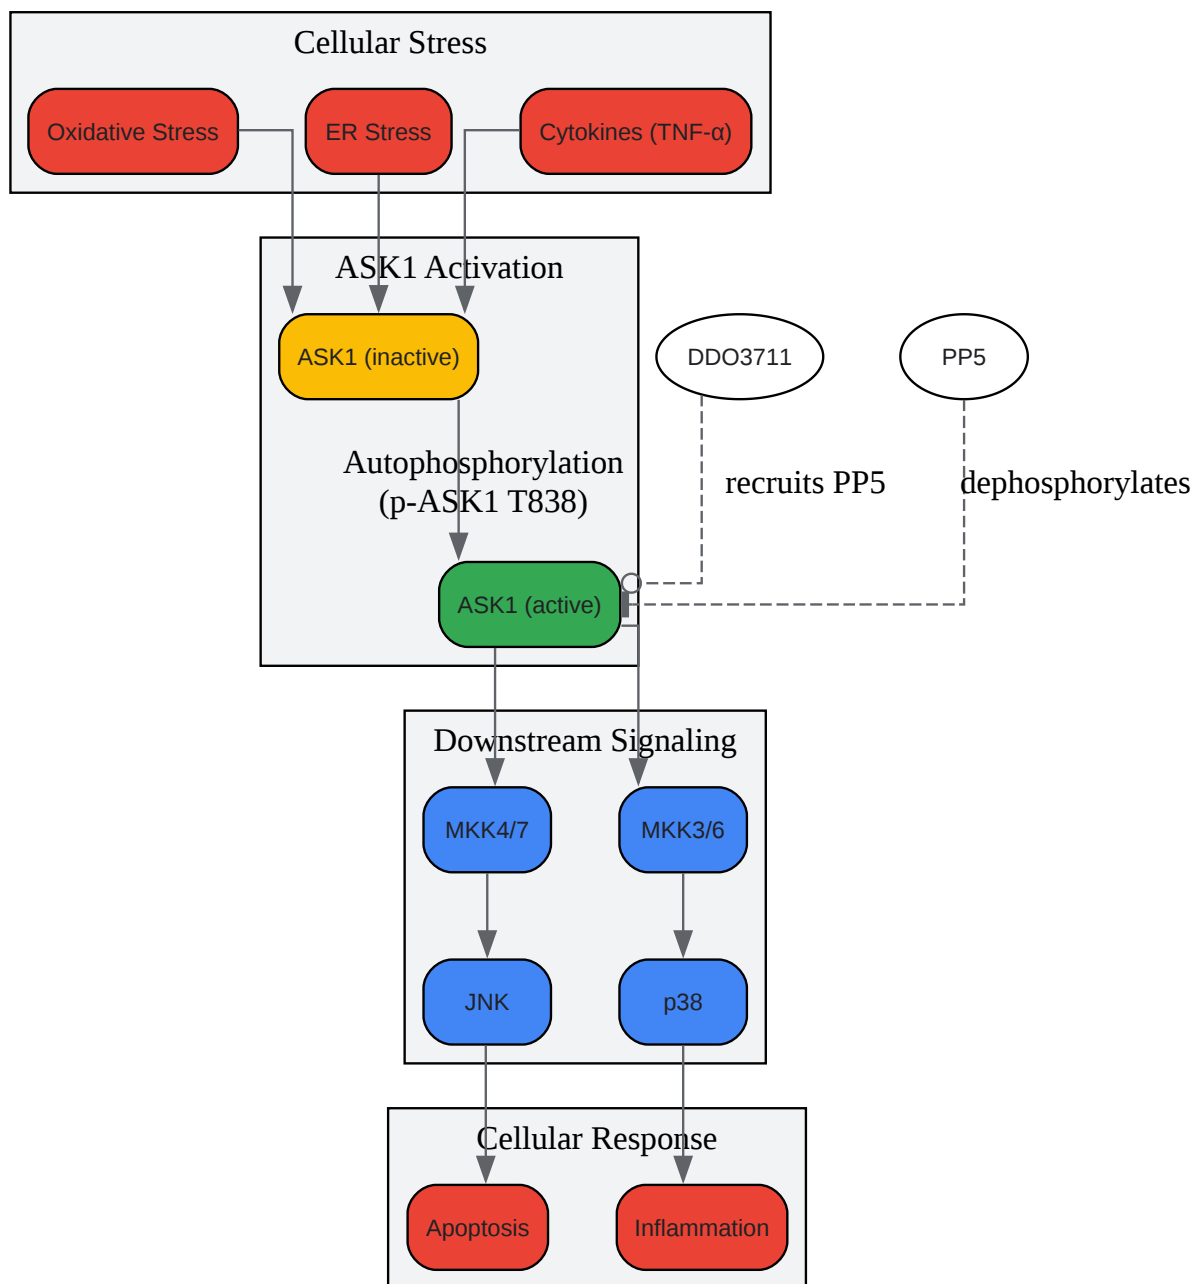 Cellular Stress
Oxidative Stress
ER Stress
Cytokines (TNF-α)
ASK1 Activation
ASK1 (inactive)
DDO3711
PP5
Autophosphorylation
(p-ASK1 T838)
recruits PP5
dephosphorylates
ASK1 (active)
Downstream Signaling
MKK4/7
MKK3/6
JNK
p38
Cellular Response
Apoptosis
Inflammation